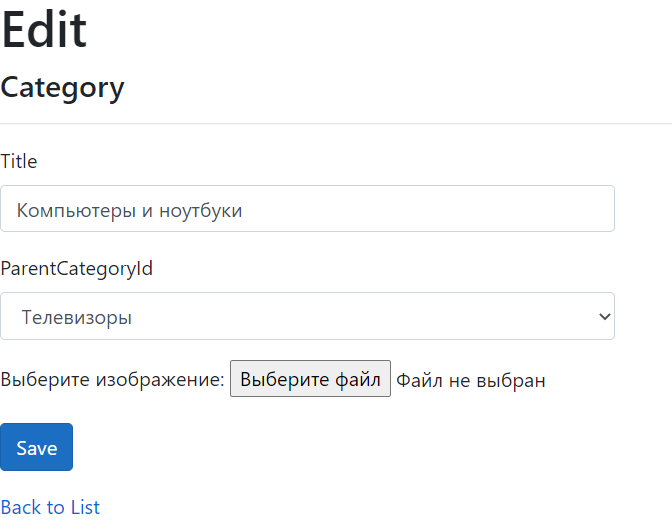 Edit
Category
Title
Компьютеры и ноутбуки
ParentCategoryId
Телевизоры
Выберите изображение: Выберите файл Файл не выбран
Save
Back to List